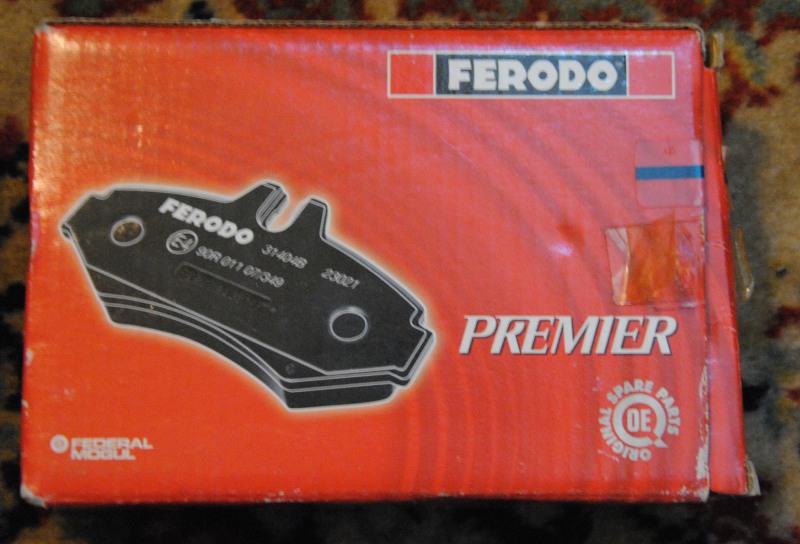 FERODO
FERODO
31404B 23021
90R 011 07/349
PREMIER
ORIGINAL SPARE PARTS
OE
FEDERAL
MOGUL